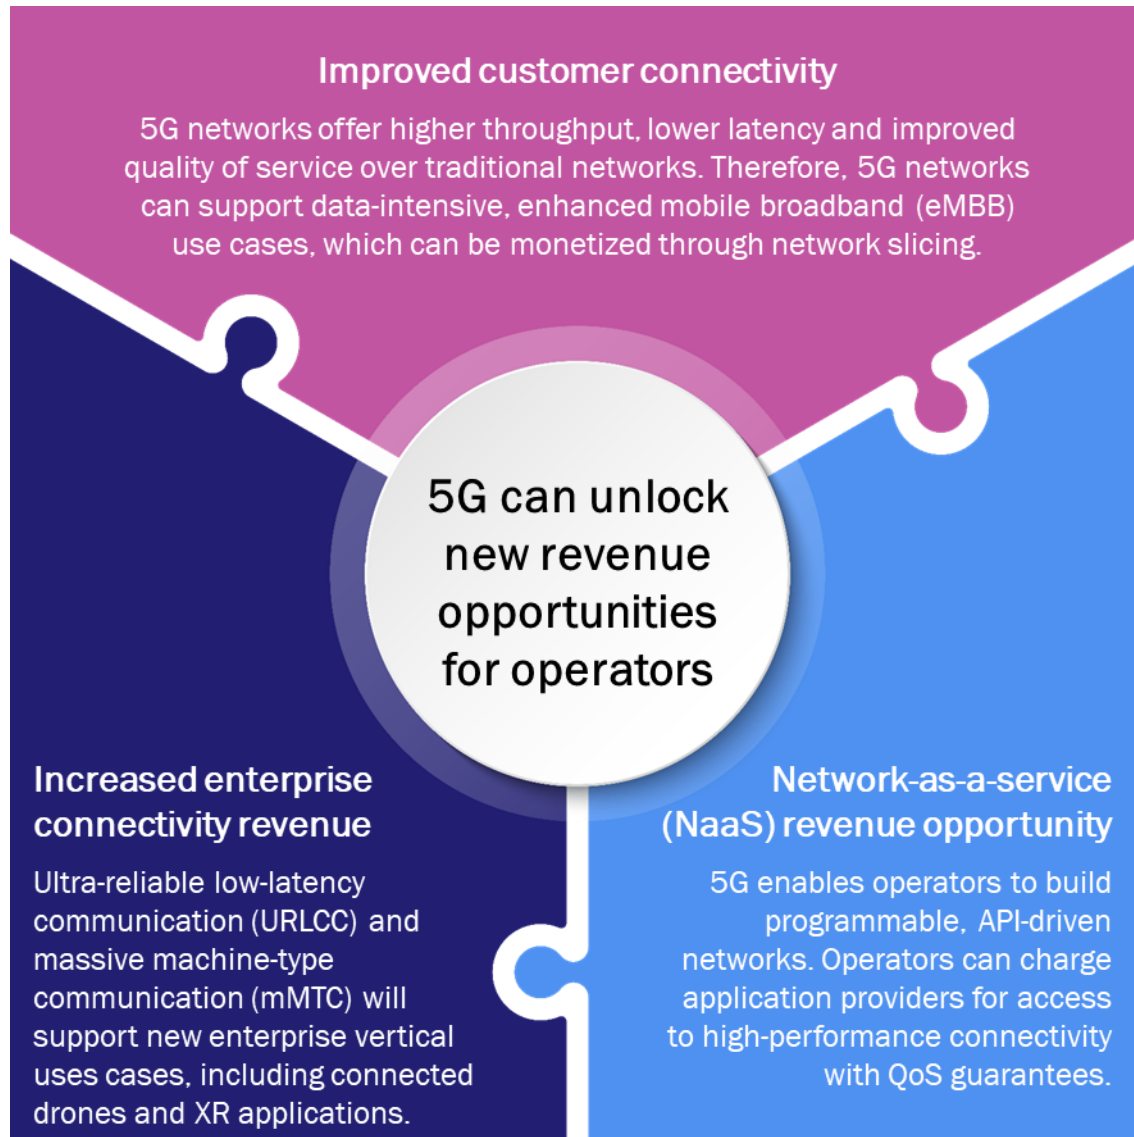 Improved customer connectivity
5G networks offer higher throughput, lower latency and improved
quality of service over traditional networks. Therefore, 5G networks
can support data-intensive, enhanced mobile broadband (eMBB)
use cases, which can be monetized through network slicing.
5G can unlock
new revenue
opportunities
for operators
Increased enterprise
connectivity revenue
Ultra-reliable low-latency
communication (URLCC) and
massive machine-type
communication (mMTC) will
support new enterprise vertical
uses cases, including connected
drones and XR applications.
Network-as-a-service
(NaaS) revenue opportunity
5G enables operators to build
programmable, API-driven
networks. Operators can charge
application providers for access
to high-performance connectivity
with QoS guarantees.